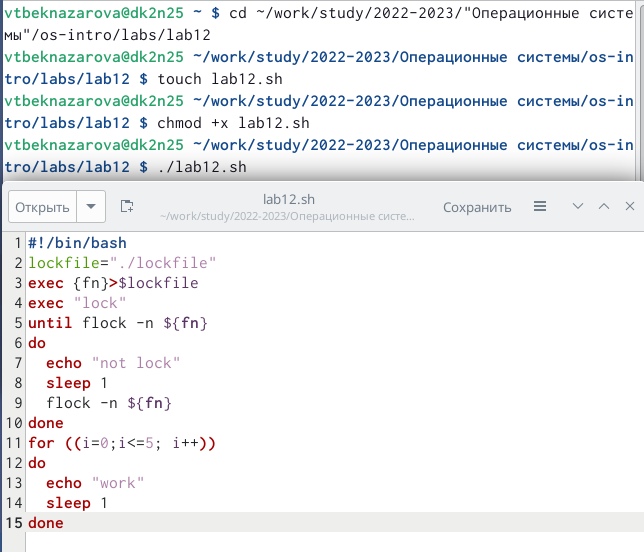 vtbeknazarova@dk2n25 ~ $ cd ~/work/study/2022-2023/"Операционные систе
мы"/os-intro/labs/lab12
vtbeknazarova@dk2n25 ~/work/study/2022-2023/Операционные системы/os-in
tro/labs/lab12 $ touch lab12.sh
vtbeknazarova@dk2n25 ~/work/study/2022-2023/Операционные системы/os-in
tro/labs/lab12 $ chmod +x lab12.sh
vtbeknazarova@dk2n25 ~/work/study/2022-2023/Операционные системы/os-in
tro/labs/lab12 $ ./lab12.sh
Открыть
lab12.sh
~/work/study/2022-2023/Операционные систе...
Сохранить
1 #!/bin/bash
2 lockfile="./lockfile"
3 exec {fn}>$lockfile
4 exec "lock"
5 until flock -n ${fn}
6 do
7   echo "not lock"
8   sleep 1
9   flock -n ${fn}
10 done
11 for ((i=0;i<=5; i++))
12 do
13   echo "work"
14   sleep 1
15 done